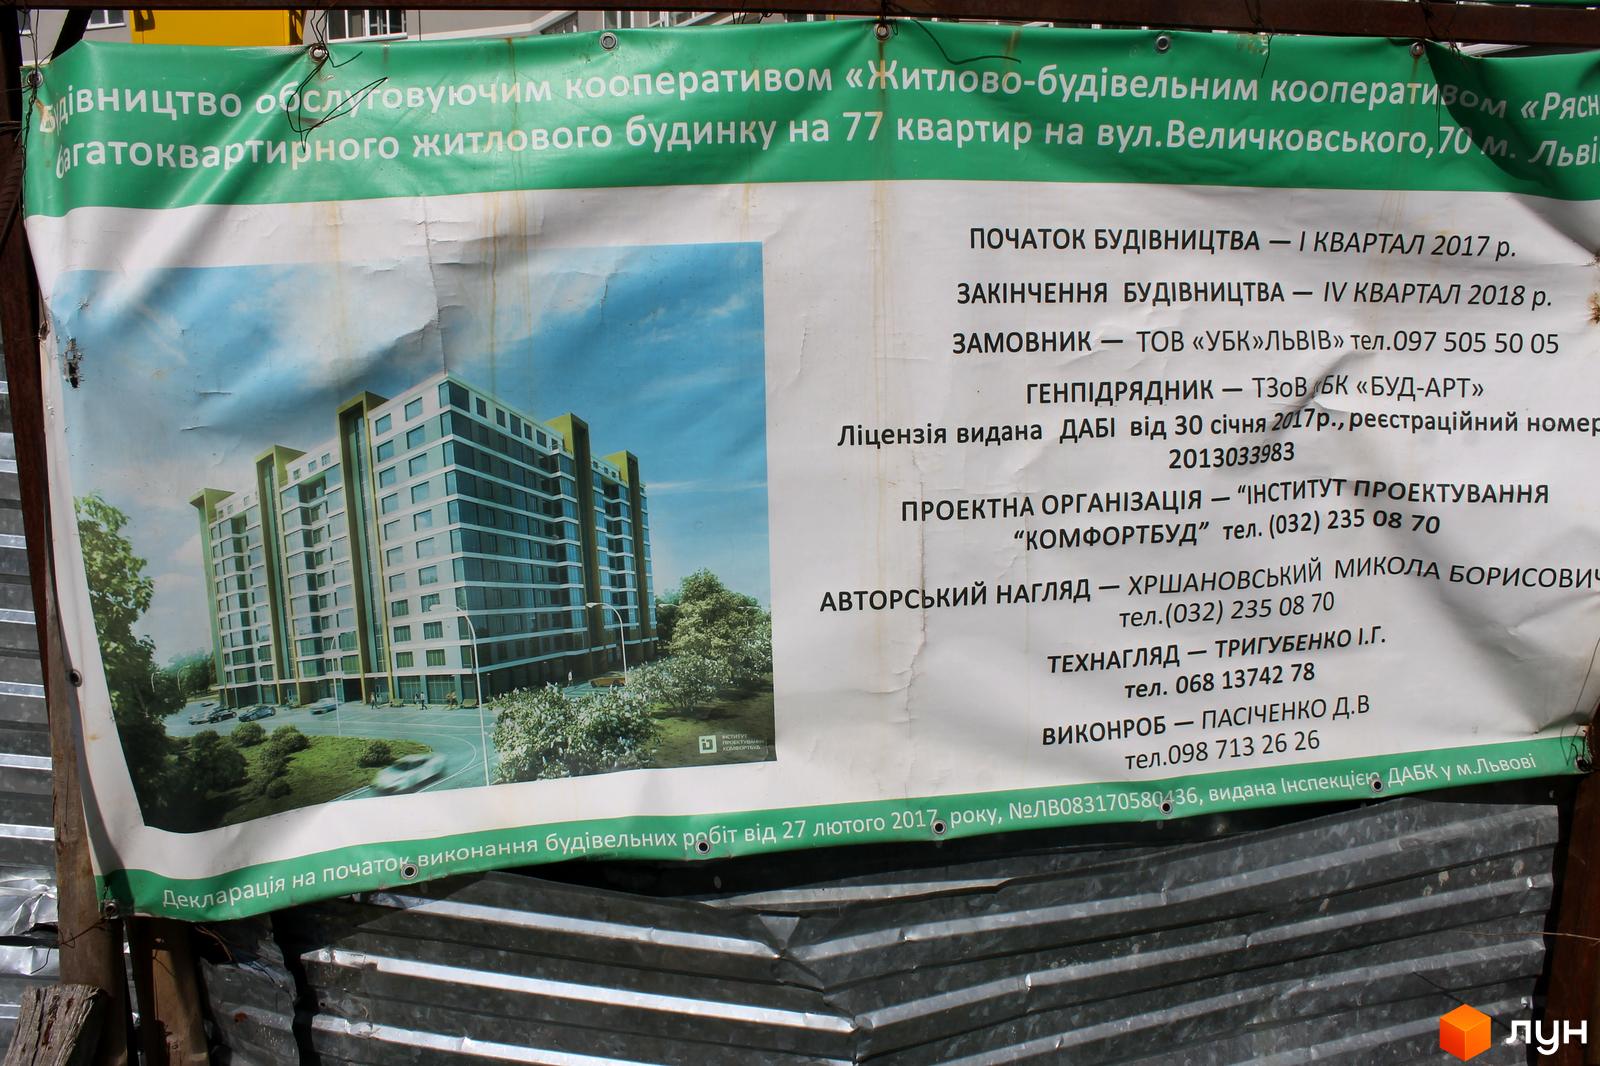 Будівництво обслуговуючим кооперативом «Житлово-будівельним кооперативом «Рясн
багатоквартирного житлового будинку на 77 квартир на вул.Величковського,70 м. Льві
ПОЧАТОК БУДІВНИЦТВА — І КВАРТАЛ 2017 р.
ЗАКІНЧЕННЯ БУДІВНИЦТВА — IV КВАРТАЛ 2018 р.
ЗАМОВНИК — ТОВ «УБК»ЛЬВІВ» тел.097 505 50 05
ГЕНПІДРЯДНИК — ТЗоВ «БК «БУД-АРТ»
Ліцензія видана ДАБІ від 30 січня 2017р., реєстраційний номер
2013033983
ПРОЕКТНА ОРГАНІЗАЦІЯ — “ІНСТИТУТ ПРОЕКТУВАННЯ
“КОМФОРТБУД” тел. (032) 235 08 70
АВТОРСЬКИЙ НАГЛЯД — ХРШАНОВСЬКИЙ МИКОЛА БОРИСОВИЧ
тел.(032) 235 08 70
ТЕХНАГЛЯД — ТРИГУБЕНКО І.Г.
тел. 068 13742 78
ВИКОНРОБ — ПАСІЧЕНКО Д.В
тел.098 713 26 26
ІНСТИТУТ
ПРОЕКТУВАННЯ
КОМФОРТБУД
Декларація на початок виконання будівельних робіт від 27 лютого 2017 року, №ЛВ083170580436, видана Інспекцією ДАБК у м.Львові
лун